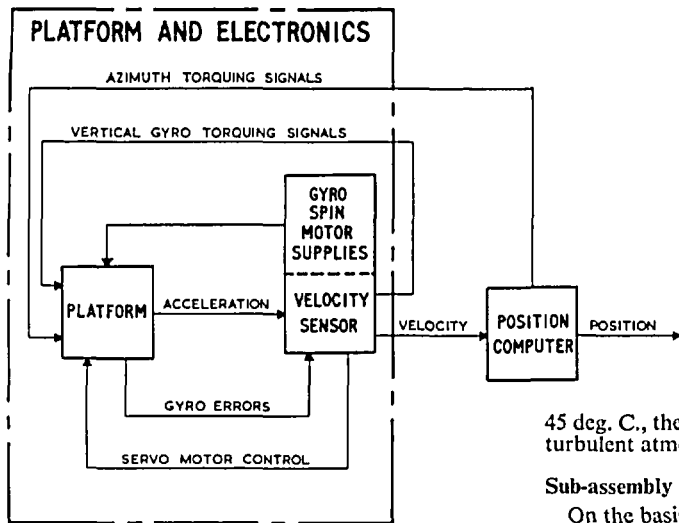 PLATFORM AND ELECTRONICS
AZIMUTH TORQUING SIGNALS
VERTICAL GYRO TORQUING SIGNALS
GYRO
SPIN
MOTOR
SUPPLIES
PLATFORM
ACCELERATION
VELOCITY
SENSOR
VELOCITY
POSITION
COMPUTER
POSITION
GYRO ERRORS
SERVO MOTOR CONTROL
45 deg. C., the
turbulent atm
Sub-assembly
On the basi